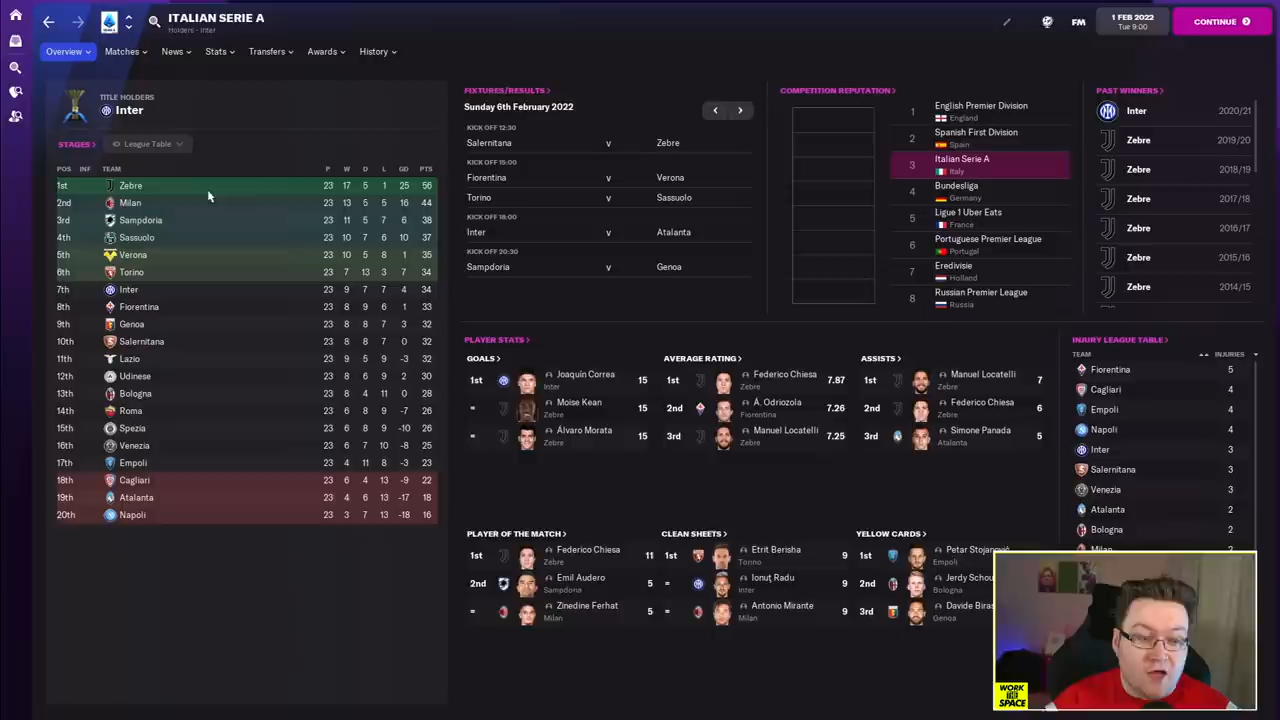 ITALIAN SERIE A
Holders - Inter
FM
1 FEB 2022
Tue 9:00
CONTINUE
Overview
Matches
News
Stats
Transfers
Awards
History
TITLE HOLDERS
Inter
STAGES
League Table
POS INF TEAM P W D L GD PTS
1st Zebre 23 17 5 1 25 56
2nd Milan 23 13 5 5 16 44
3rd Sampdoria 23 11 5 7 6 38
4th Sassuolo 23 10 7 6 10 37
5th Verona 23 10 5 8 1 35
6th Torino 23 7 13 3 7 34
7th Inter 23 9 7 7 4 34
8th Fiorentina 23 8 9 6 1 33
9th Genoa 23 8 8 7 3 32
10th Salernitana 23 8 8 7 0 32
11th Lazio 23 9 5 9 -3 32
12th Udinese 23 8 6 9 2 30
13th Bologna 23 8 4 11 0 28
14th Roma 23 6 8 9 -7 26
15th Spezia 23 6 8 9 -10 26
16th Venezia 23 6 7 10 -8 25
17th Empoli 23 4 11 8 -3 23
18th Cagliari 23 6 4 13 -9 22
19th Atalanta 23 4 6 13 -17 18
20th Napoli 23 3 7 13 -18 16
FIXTURES/RESULTS
Sunday 6th February 2022
KICK OFF 12:30
Salernitana v Zebre
KICK OFF 15:00
Fiorentina v Verona
Torino v Sassuolo
KICK OFF 18:00
Inter v Atalanta
KICK OFF 20:30
Sampdoria v Genoa
COMPETITION REPUTATION
1 English Premier Division
England
2 Spanish First Division
Spain
3 Italian Serie A
Italy
4 Bundesliga
Germany
5 Ligue 1 Uber Eats
France
6 Portuguese Premier League
Portugal
7 Eredivisie
Holland
8 Russian Premier League
Russia
PAST WINNERS
Inter 2020/21
Zebre 2019/20
Zebre 2018/19
Zebre 2017/18
Zebre 2016/17
Zebre 2015/16
Zebre 2014/15
PLAYER STATS
GOALS
1st Joaquín Correa 15
Inter
= Moise Kean 15
Zebre
= Álvaro Morata 15
Zebre
AVERAGE RATING
1st Federico Chiesa 7.87
Zebre
2nd Á. Odriozola 7.26
Fiorentina
3rd Manuel Locatelli 7.25
Zebre
ASSISTS
1st Manuel Locatelli 7
Zebre
2nd Federico Chiesa 6
Zebre
3rd Simone Panada 5
Atalanta
PLAYER OF THE MATCH
1st Federico Chiesa 11
Zebre
2nd Emil Audero 5
Sampdoria
= Zinedine Ferhat 5
Milan
CLEAN SHEETS
1st Etrit Berisha 9
Torino
= Ionuț Radu 9
Inter
= Antonio Mirante 9
Milan
YELLOW CARDS
1st Petar Stojanović
Empoli
2nd Jerdy Schou
Bologna
3rd Davide Biras
Genoa
INJURY LEAGUE TABLE
TEAM INJURIES
Fiorentina 5
Cagliari 4
Empoli 4
Napoli 4
Inter 3
Salernitana 3
Venezia 3
Atalanta 2
Bologna 2
Milan 2
WORK
THE
SPACE